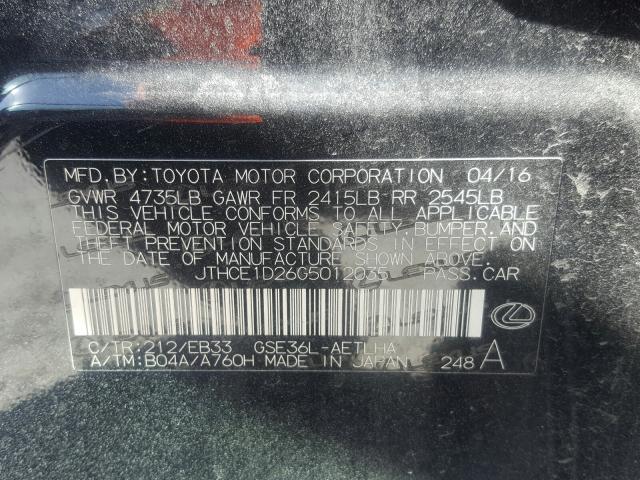 MFD.BY:TOYOTA MOTOR CORPORATION 04/16
GVWR 4735LB GAWR FR 2415LB RR 2545LB
THIS VEHICLE CONFORMS TO ALL APPLICABLE
FEDERAL MOTOR VEHICLE SAFETY,BUMPER,AND
THEFT PREVENTION STANDARDS IN EFFECT ON
THE DATE OF MANUFACTURE SHOWN ABOVE.
JTHCE1D26G5012035 PASS.CAR
C/TR:212/EB33 GSE36L-AETLHA
A/TM:B04A/A760H MADE IN JAPAN 248 A